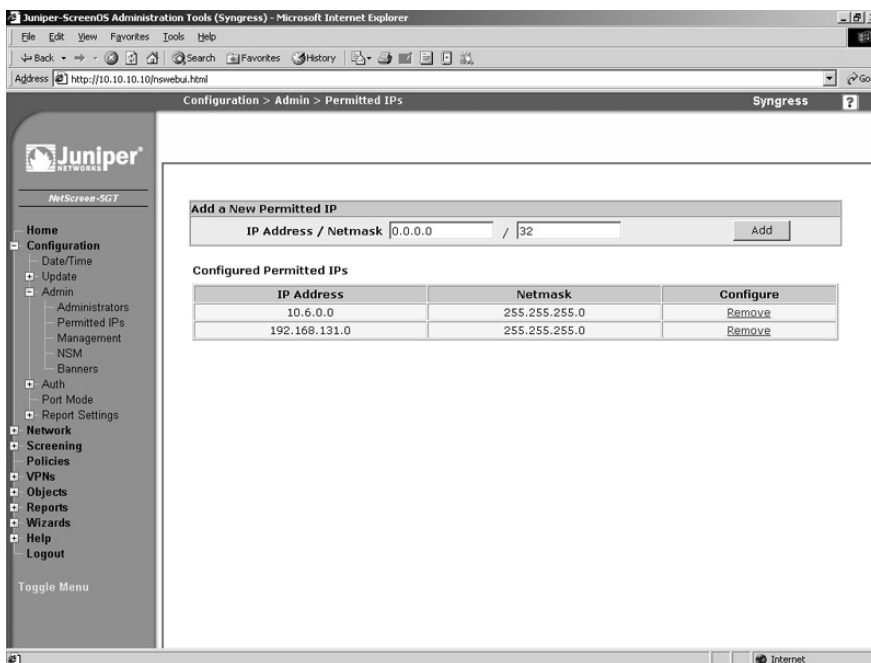 Juniper-ScreenOS Administration Tools (Syngress) - Microsoft Internet Explorer
File Edit View Favorites Tools Help
Back Search Favorites History
Address http://10.10.10.10/nswebui.html Go
Configuration > Admin > Permitted IPs Syngress ?
Juniper®
NETWORKS
NetScreen-5GT
Home
Configuration
Date/Time
Update
Admin
Administrators
Permitted IPs
Management
NSM
Banners
Auth
Port Mode
Report Settings
Network
Screening
Policies
VPNs
Objects
Reports
Wizards
Help
Logout
Toggle Menu
Add a New Permitted IP
IP Address / Netmask 0.0.0.0 / 32 Add
Configured Permitted IPs
IP Address Netmask Configure
10.6.0.0 255.255.255.0 Remove
192.168.131.0 255.255.255.0 Remove
Internet